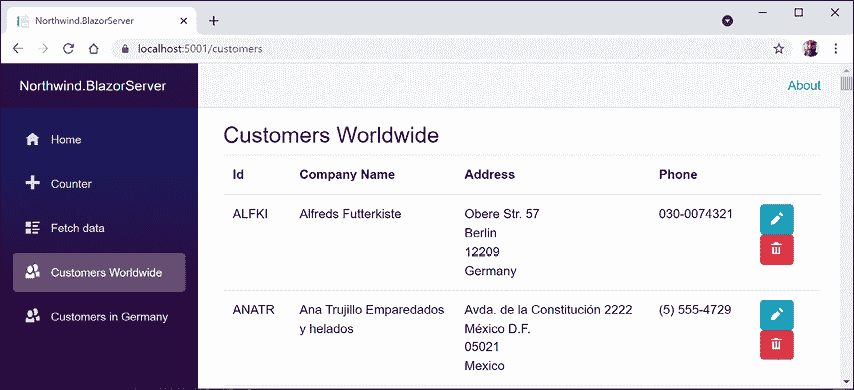 Northwind.BlazorServer
localhost:5001/customers
Northwind.BlazorServer
About
Home
Counter
Fetch data
Customers Worldwide
Customers in Germany
Customers Worldwide
Id Company Name Address Phone
ALFKI Alfreds Futterkiste Obere Str. 57 030-0074321
Berlin
12209
Germany
ANATR Ana Trujillo Emparedados Avda. de la Constitución 2222 (5) 555-4729
y helados México D.F.
05021
Mexico